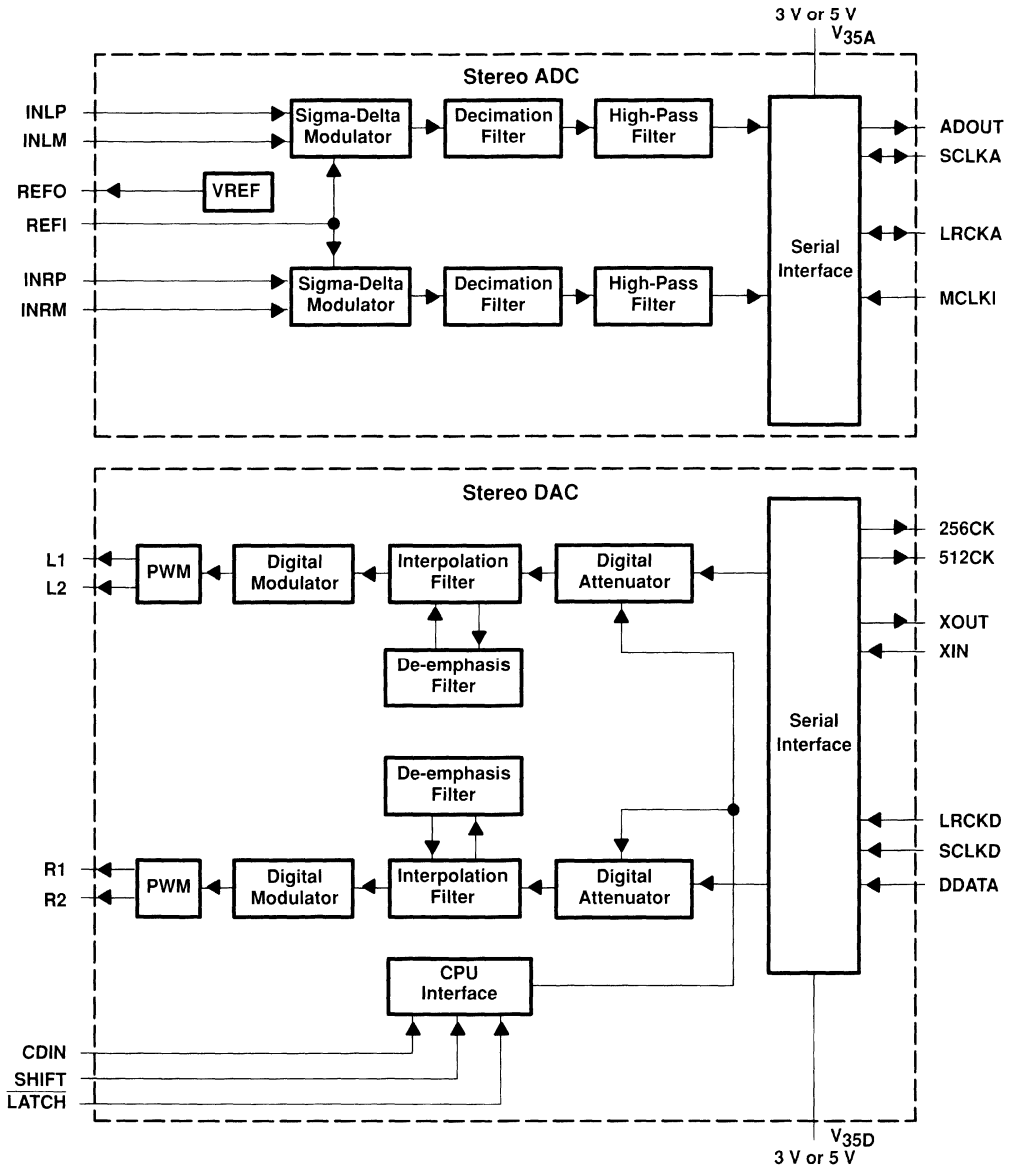 3 V or 5 V
V35A
Stereo ADC
INLP
INLM
REFO
REFI
INRP
INRM
Sigma-Delta
Modulator
Decimation
Filter
High-Pass
Filter
VREF
Sigma-Delta
Modulator
Decimation
Filter
High-Pass
Filter
Serial
Interface
ADOUT
SCLKA
LRCKA
MCLKI
Stereo DAC
L1
L2
PWM
Digital
Modulator
Interpolation
Filter
Digital
Attenuator
De-emphasis
Filter
De-emphasis
Filter
R1
R2
PWM
Digital
Modulator
Interpolation
Filter
Digital
Attenuator
CPU
Interface
CDIN
SHIFT
LATCH
Serial
Interface
256CK
512CK
XOUT
XIN
LRCKD
SCLKD
DDATA
V35D
3 V or 5 V